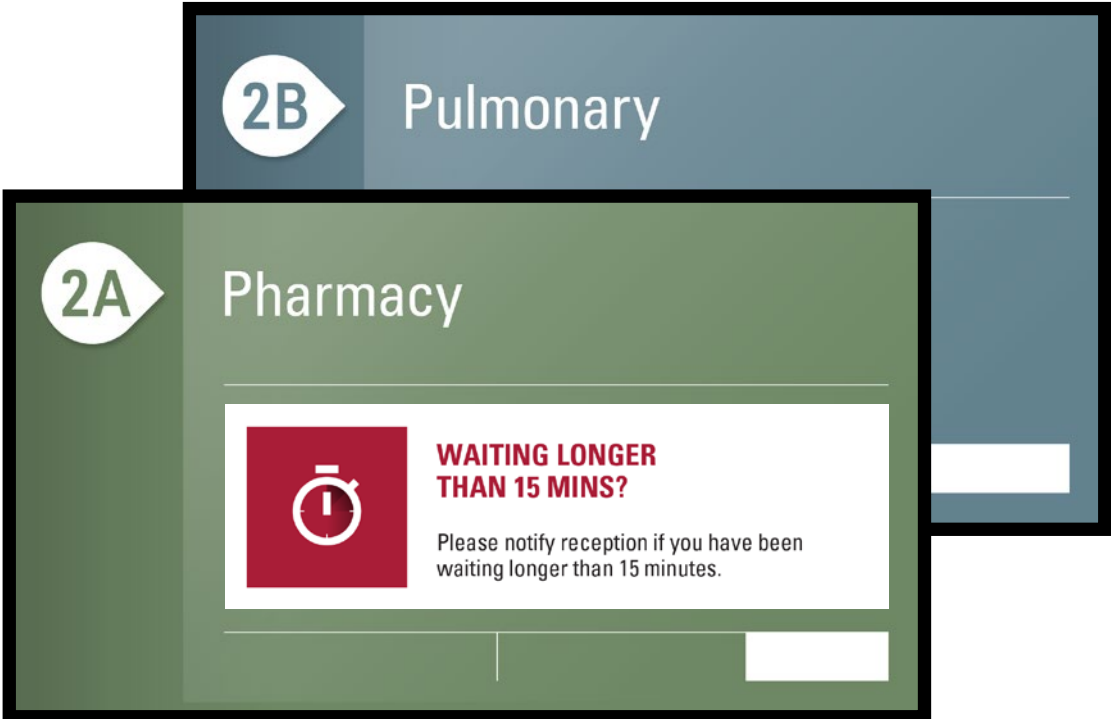 2B
Pulmonary
2A
Pharmacy
WAITING LONGER
THAN 15 MINS?
Please notify reception if you have been
waiting longer than 15 minutes.